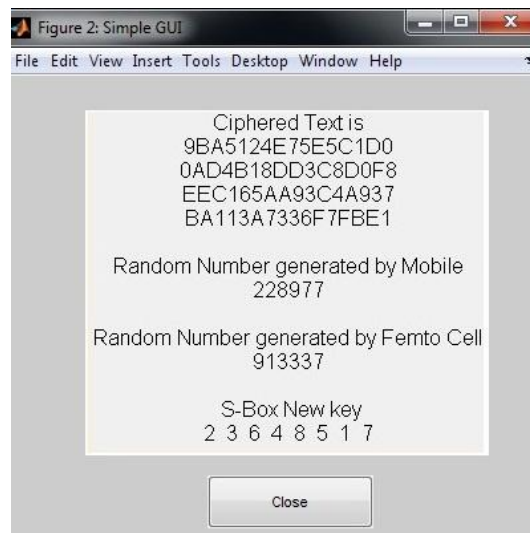 Figure 2: Simple GUI
File Edit View Insert Tools Desktop Window Help
Ciphered Text is
9BA5124E75E5C1D0
0AD4B18DD3C8D0F8
EEC165AA93C4A937
BA113A7336F7FBE1
Random Number generated by Mobile
228977
Random Number generated by Femto Cell
913337
S-Box New key
2 3 6 4 8 5 1 7
Close